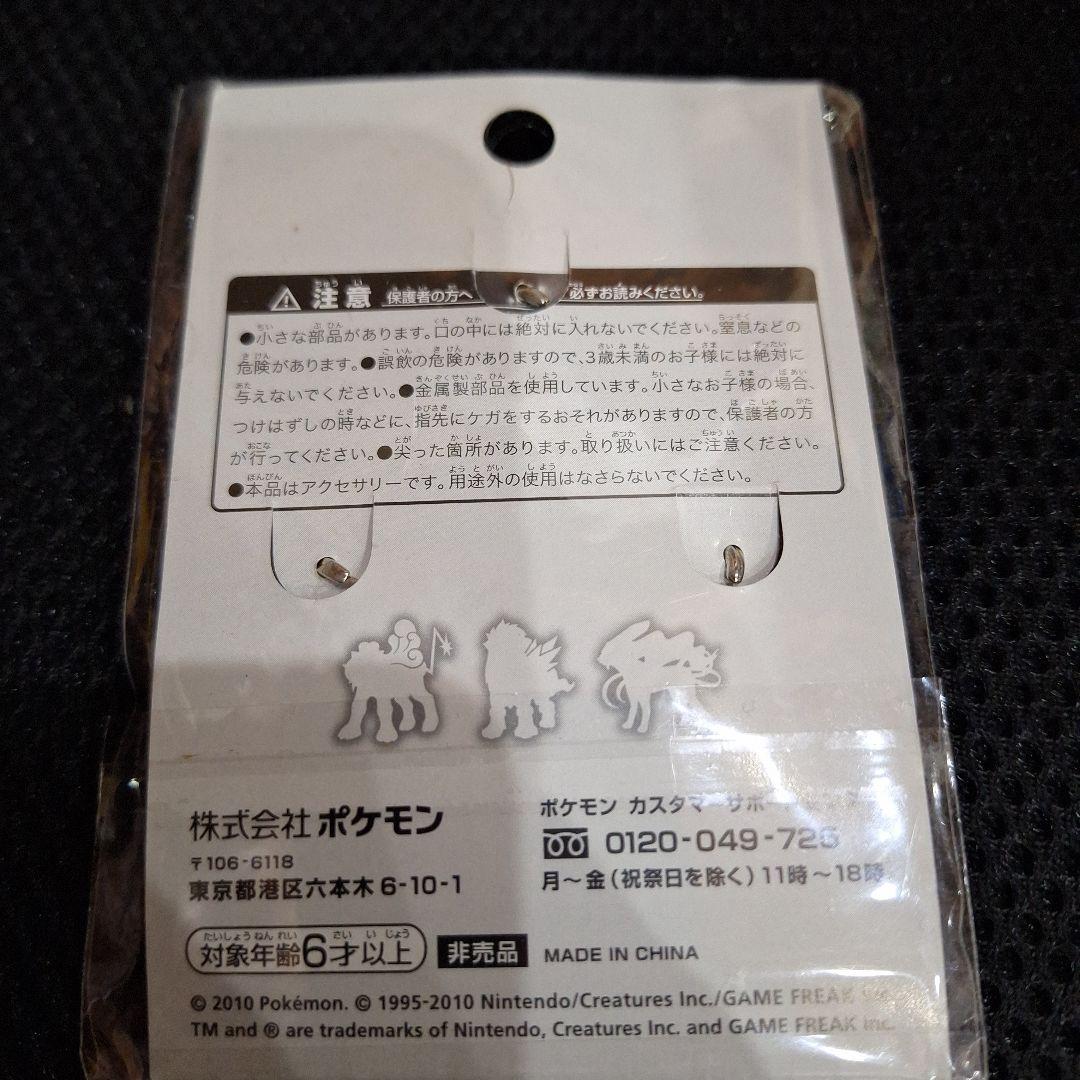 注意 保護者の方へ 必ずお読みください。
●小さな部品があります。口の中には絶対に入れないでください。窒息などの
危険があります。●誤飲の危険がありますので、3歳未満のお子様には絶対に
与えないでください。●金属製部品を使用しています。小さなお子様の場合、
つけはずしの時などに、指先にケガをするおそれがありますので、保護者の方
が行ってください。●尖った箇所があります。取り扱いにはご注意ください。
●本品はアクセサリーです。用途外の使用はなさらないでください。
株式会社 ポケモン
〒106-6118
東京都港区六本木 6-10-1
ポケモン カスタマーサポート
0120-049-725
月～金(祝祭日を除く)11時～18時
たいしょうねんれい さい いじょう
対象年齢6才以上
非売品
MADE IN CHINA
© 2010 Pokémon. © 1995-2010 Nintendo/Creatures Inc./GAME FREAK
TM and ® are trademarks of Nintendo, Creatures Inc. and GAME FREAK inc.